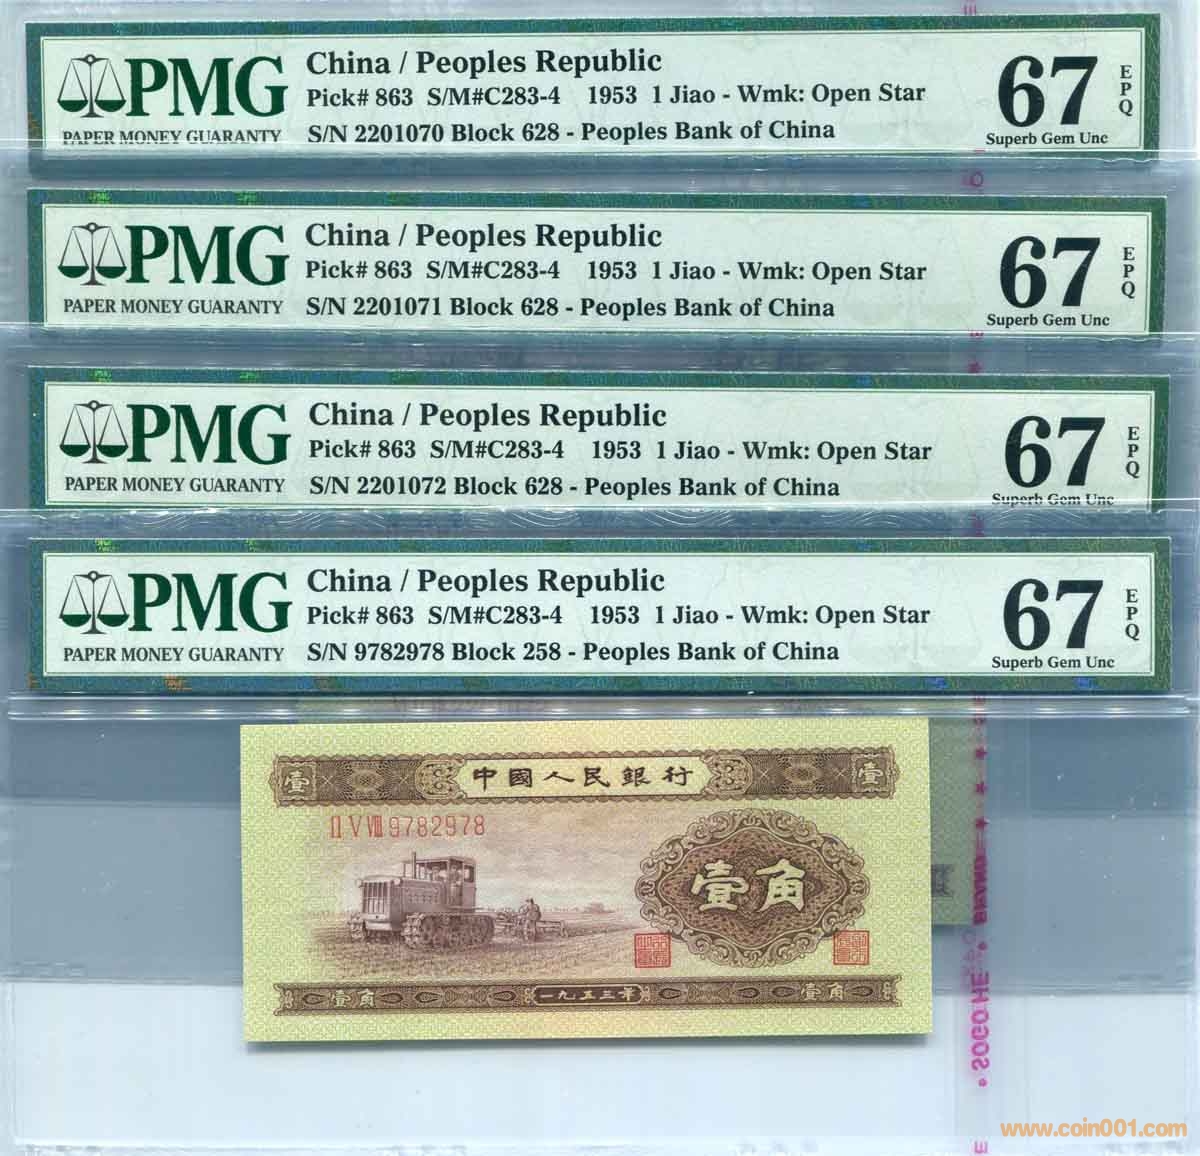 PMG
PAPER MONEY GUARANTY
China / Peoples Republic
Pick# 863 S/M#C283-4 1953 1 Jiao - Wmk: Open Star
S/N 2201070 Block 628 - Peoples Bank of China
67
EPQ
Superb Gem Unc
PMG
PAPER MONEY GUARANTY
China / Peoples Republic
Pick# 863 S/M#C283-4 1953 1 Jiao - Wmk: Open Star
S/N 2201071 Block 628 - Peoples Bank of China
67
EPQ
Superb Gem Unc
PMG
PAPER MONEY GUARANTY
China / Peoples Republic
Pick# 863 S/M#C283-4 1953 1 Jiao - Wmk: Open Star
S/N 2201072 Block 628 - Peoples Bank of China
67
EPQ
Superb Gem Unc
PMG
PAPER MONEY GUARANTY
China / Peoples Republic
Pick# 863 S/M#C283-4 1953 1 Jiao - Wmk: Open Star
S/N 9782978 Block 258 - Peoples Bank of China
67
EPQ
Superb Gem Unc
壹 中國人民銀行 壹
II V VIII 9782978
壹角
壹角 一九五三年 壹角
SOGO HE
BRAND
www.coin001.com